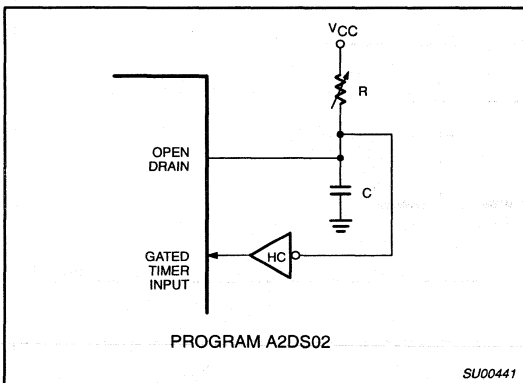 VCC
R
OPEN
DRAIN
C
GATED
TIMER
INPUT
HC
PROGRAM A2DS02
SU00441